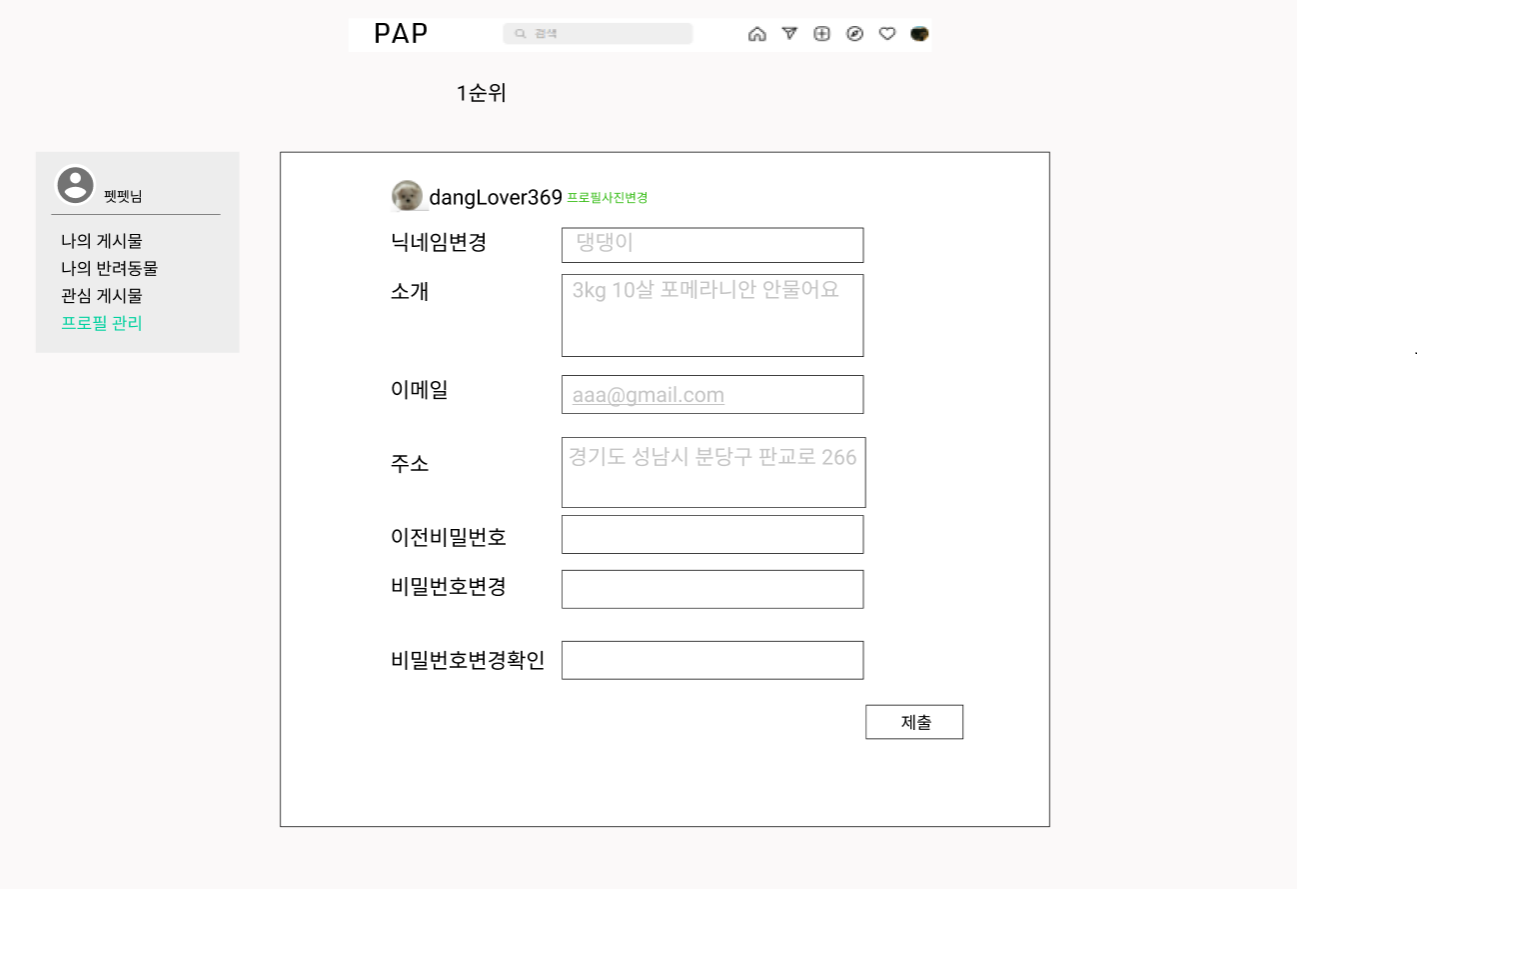 PAP
검색
1순위
펫펫님
나의 게시물
나의 반려동물
관심 게시물
프로필 관리
dangLover369 프로필사진변경
닉네임변경 댕댕이
소개 3kg 10살 포메라니안 안물어요
이메일 aaa@gmail.com
주소 경기도 성남시 분당구 판교로 266
이전비밀번호
비밀번호변경
비밀번호변경확인
제출
.